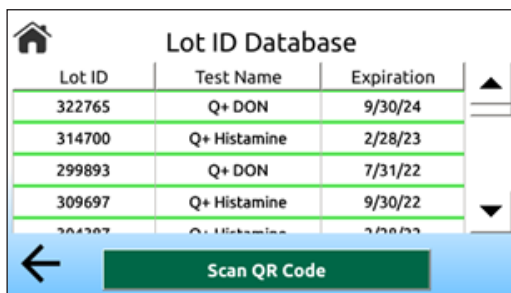 Lot ID Database
Lot ID Test Name Expiration
322765 Q+ DON 9/30/24
314700 Q+ Histamine 2/28/23
299893 Q+ DON 7/31/22
309697 Q+ Histamine 9/30/22
Scan QR Code